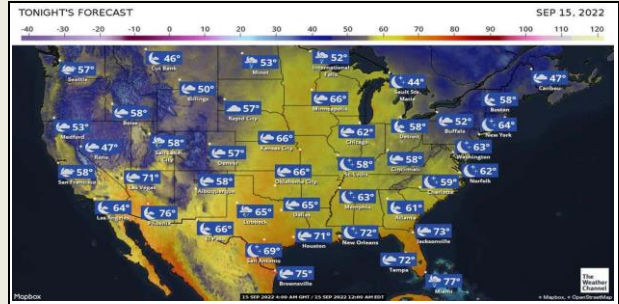 TONIGHT'S FORECAST
SEP 15, 2022
-40 -30 -20 -10 0 10 20 30 40 50 60 70 80 90 100 110 120
46°
Cut Bank
53°
Minot
52°
International Falls
57°
Seattle
50°
Billings
44°
Sault Ste. Marie
47°
Caribou
57°
Rapid City
66°
Minneapolis
58°
Boston
58°
Boise
53°
Medford
52°
Buffalo
64°
New York
62°
Chicago
58°
Detroit
47°
Reno
58°
Salt Lake City
57°
Denver
66°
Kansas City
63°
Washington
58°
San Francisco
71°
Las Vegas
58°
Albuquerque
66°
Oklahoma City
58°
St. Louis
58°
Cincinnati
62°
Norfolk
59°
Charlotte
64°
Los Angeles
76°
Phoenix
65°
Lubbock
65°
Dallas
63°
Memphis
61°
Atlanta
66°
El Paso
71°
Houston
72°
New Orleans
73°
Jacksonville
69°
San Antonio
72°
Tampa
75°
Brownsville
77°
Miami
The
Weather
Channel
Mapbox
15 SEP 2022 4:00 AM GMT / 15 SEP 2022 12:00 AM EDT
© Mapbox, © OpenStreetMap